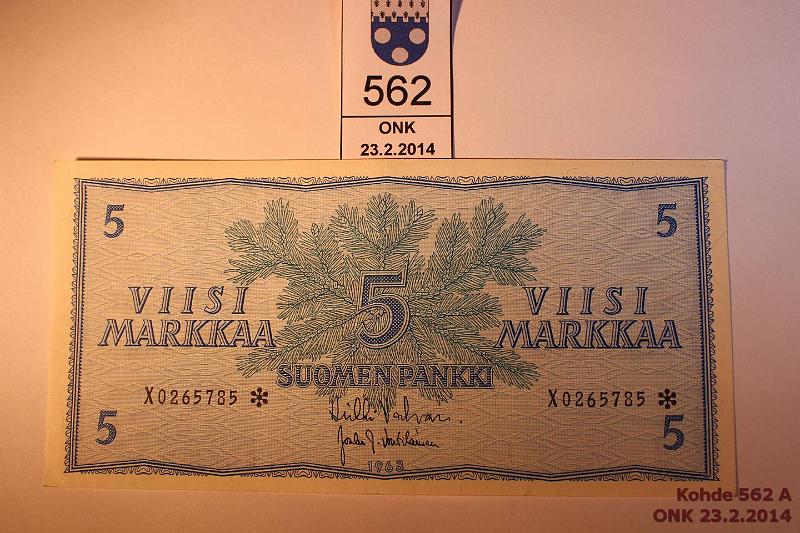 562
ONK
23.2.2014
5 5
5
VIISI MARKKAA
VIISI MARKKAA
SUOMEN PANKKI
X0265785 *
X0265785 *
5 5
1963
Kohde 562 A
ONK 23.2.2014